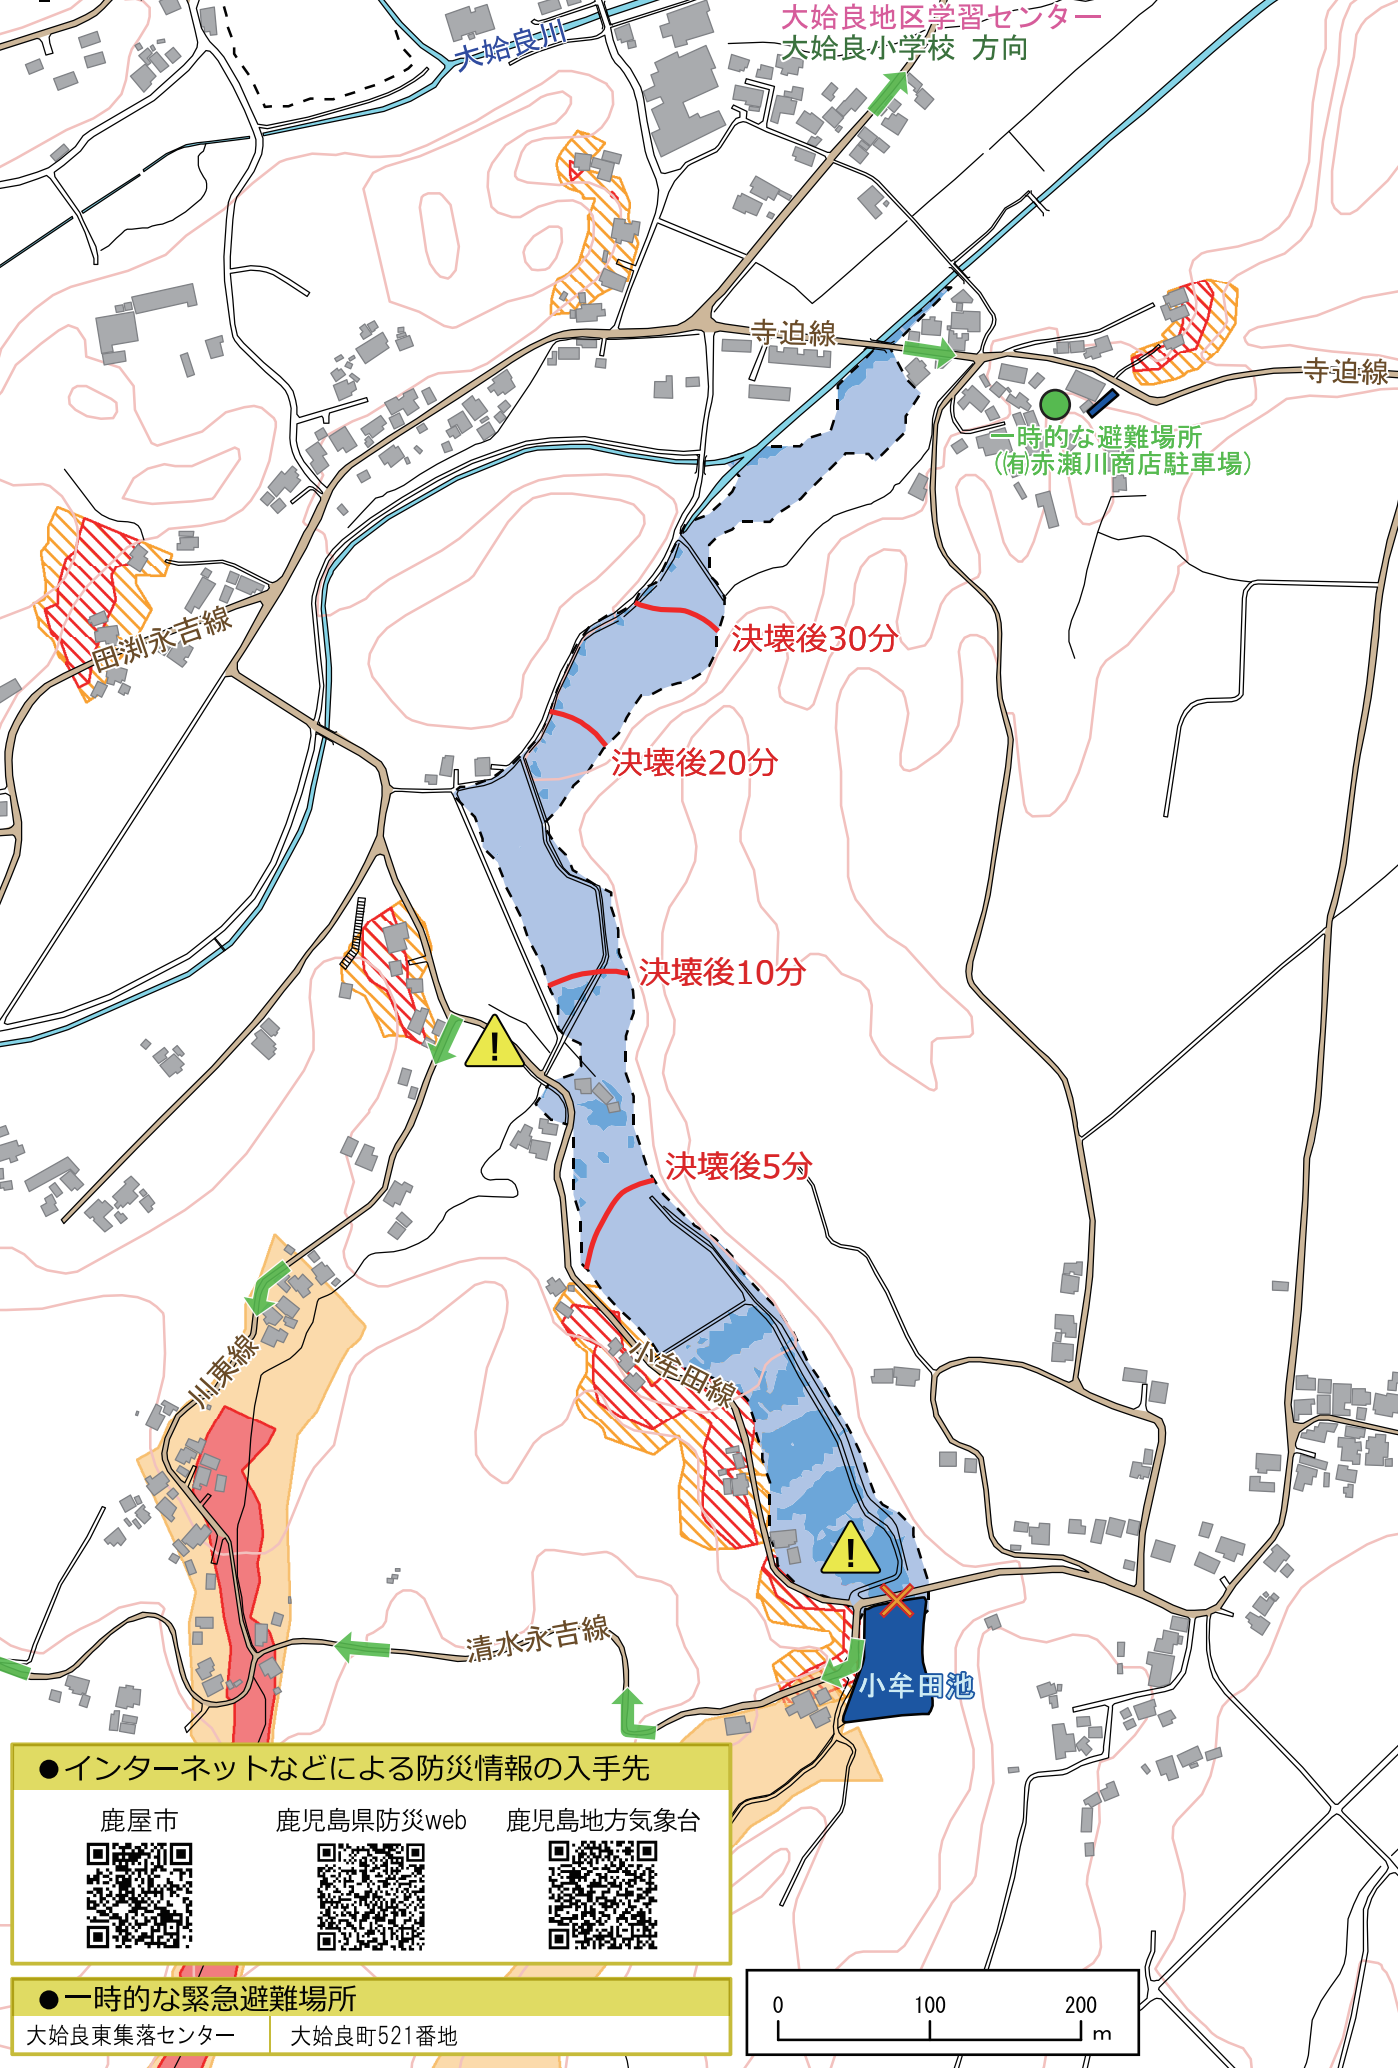 大姶良地区学習センター
大姶良小学校 方向
大姶良川
寺迫線
寺迫線
一時的な避難場所
(㈲赤瀬川商店駐車場)
田渕永吉線
決壊後30分
決壊後20分
決壊後10分
!
決壊後5分
川東線
小牟田線
!
清水永吉線
小牟田池
●インターネットなどによる防災情報の入手先
鹿屋市 鹿児島県防災web 鹿児島地方気象台
●一時的な緊急避難場所
大姶良東集落センター 大姶良町521番地
0 100 200
m